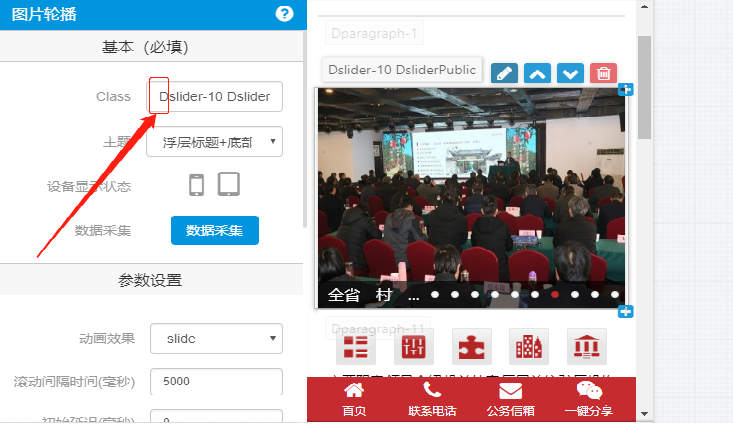 图片轮播 ?
基本（必填）
Class Dslider-10 Dslider
主题 浮层标题+底部
设备显示状态
数据采集 数据采集
参数设置
动画效果 slide
滚动间隔时间(毫秒) 5000
初始延迟(毫秒) 0
Dparagraph-1
Dslider-10 DsliderPublic
全省 村 ...
Dparagraph-11
首页 联系电话 公务信箱 一键分享